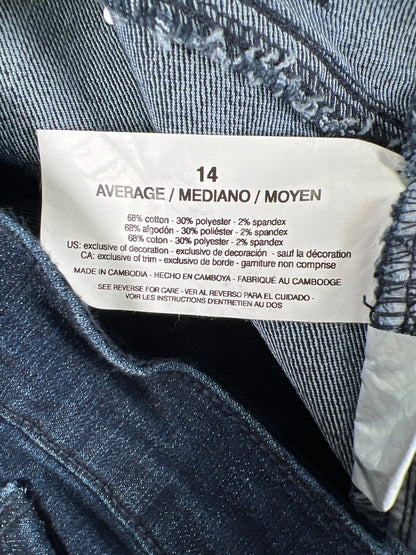 14
AVERAGE / MEDIANO / MOYEN
68% cotton - 30% polyester - 2% spandex
68% algodón - 30% poliéster - 2% spandex
68% coton - 30% polyester - 2% spandex
US: exclusive of decoration - exclusivo de decoración - sauf la décoration
CA: exclusive of trim - exclusivo de borde - garniture non comprise
MADE IN CAMBODIA - HECHO EN CAMBOYA - FABRIQUÉ AU CAMBODGE
SEE REVERSE FOR CARE - VER AL REVERSO PARA EL CUIDADO -
VOIR LES INSTRUCTIONS D'ENTRETIEN AU DOS